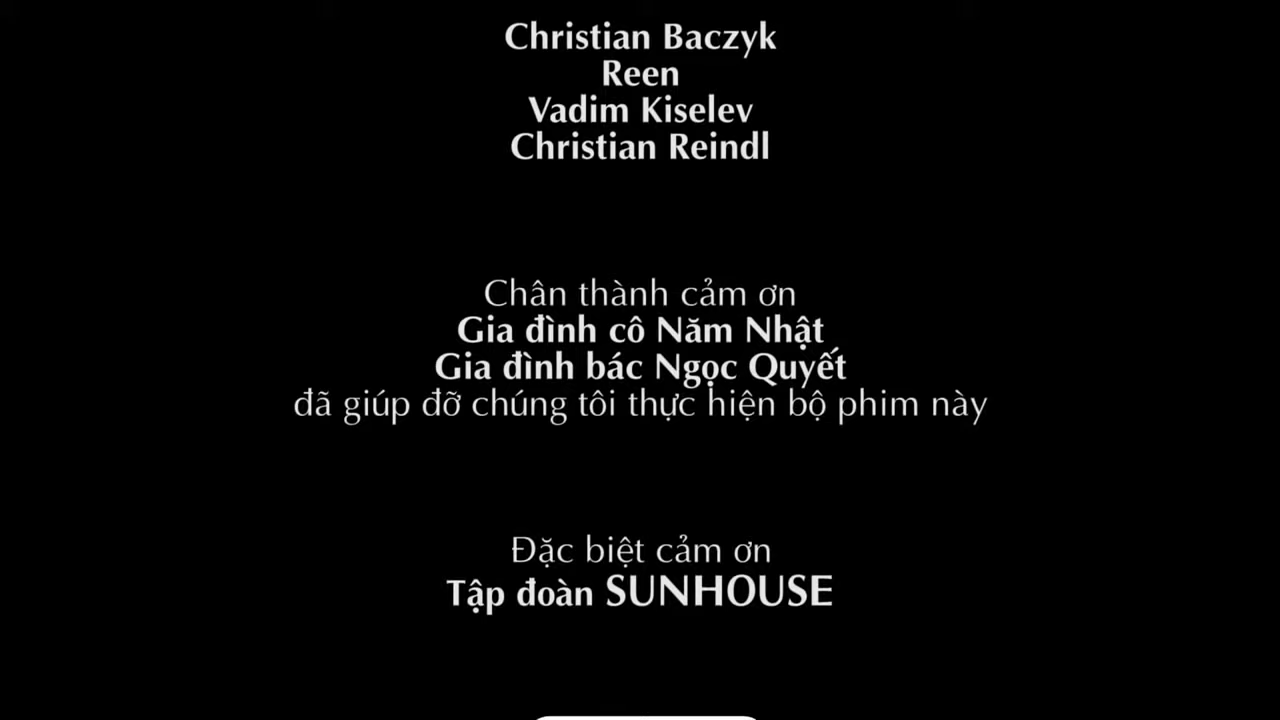 Christian Baczyk
Reen
Vadim Kiselev
Christian Reindl
Chân thành cảm ơn
Gia đình cô Năm Nhật
Gia đình bác Ngọc Quyết
đã giúp đỡ chúng tôi thực hiện bộ phim này
Đặc biệt cảm ơn
Tập đoàn SUNHOUSE